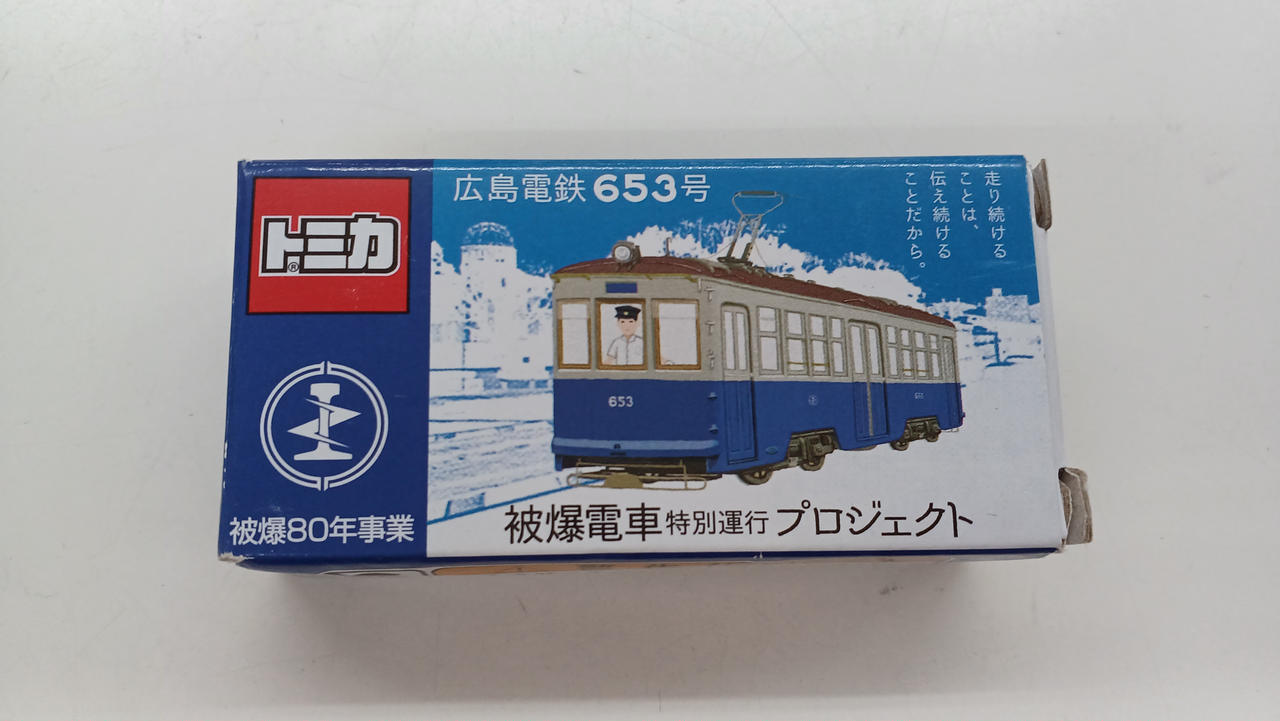 トミカ®
被爆80年事業
広島電鉄653号
走り続ける
ことは、
伝え続ける
ことだから。
653
被爆電車特別運行プロジェクト